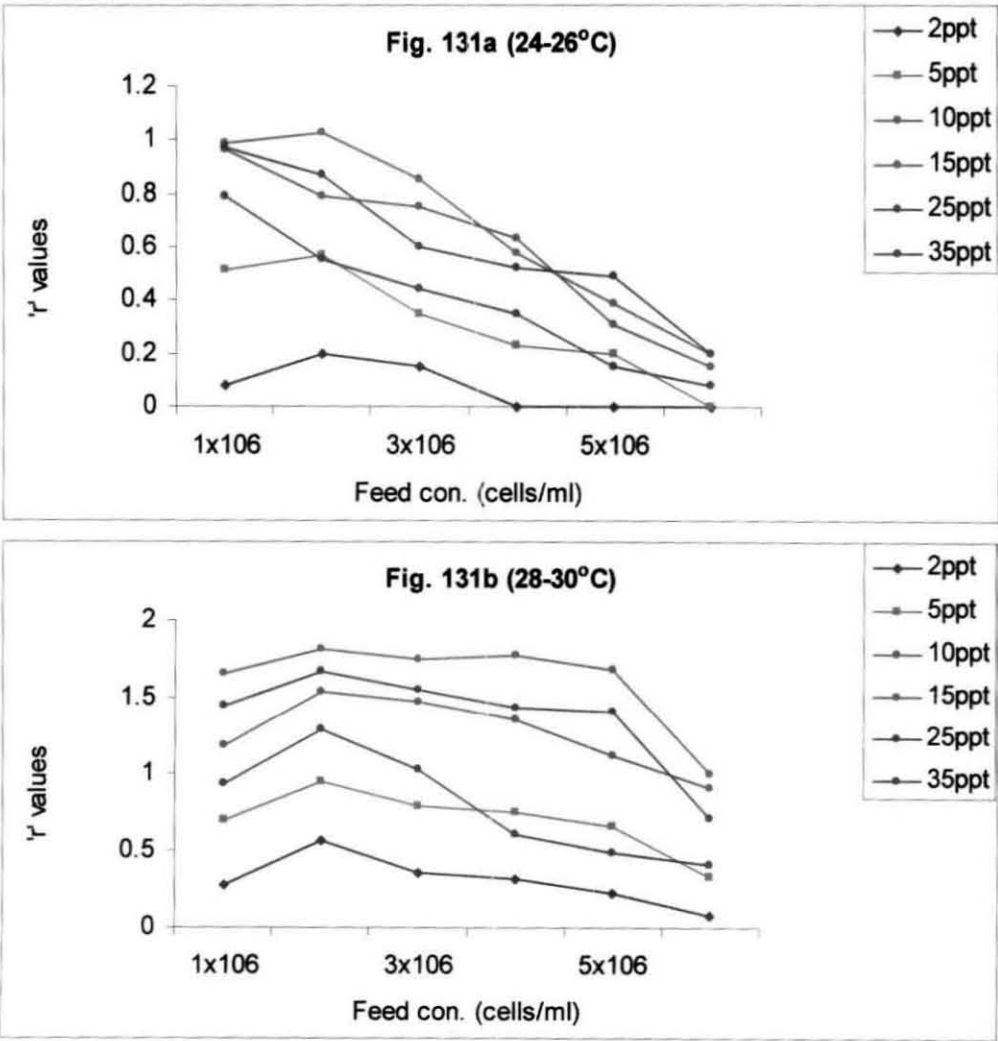 Fig. 131a (24-26°C)
1.2
1
0.8
0.6
0.4
0.2
0
'r' values
1x106 3x106 5x106
Feed con. (cells/ml)
2ppt
5ppt
10ppt
15ppt
25ppt
35ppt
Fig. 131b (28-30°C)
2
1.5
1
0.5
0
'r' values
1x106 3x106 5x106
Feed con. (cells/ml)
2ppt
5ppt
10ppt
15ppt
25ppt
35ppt